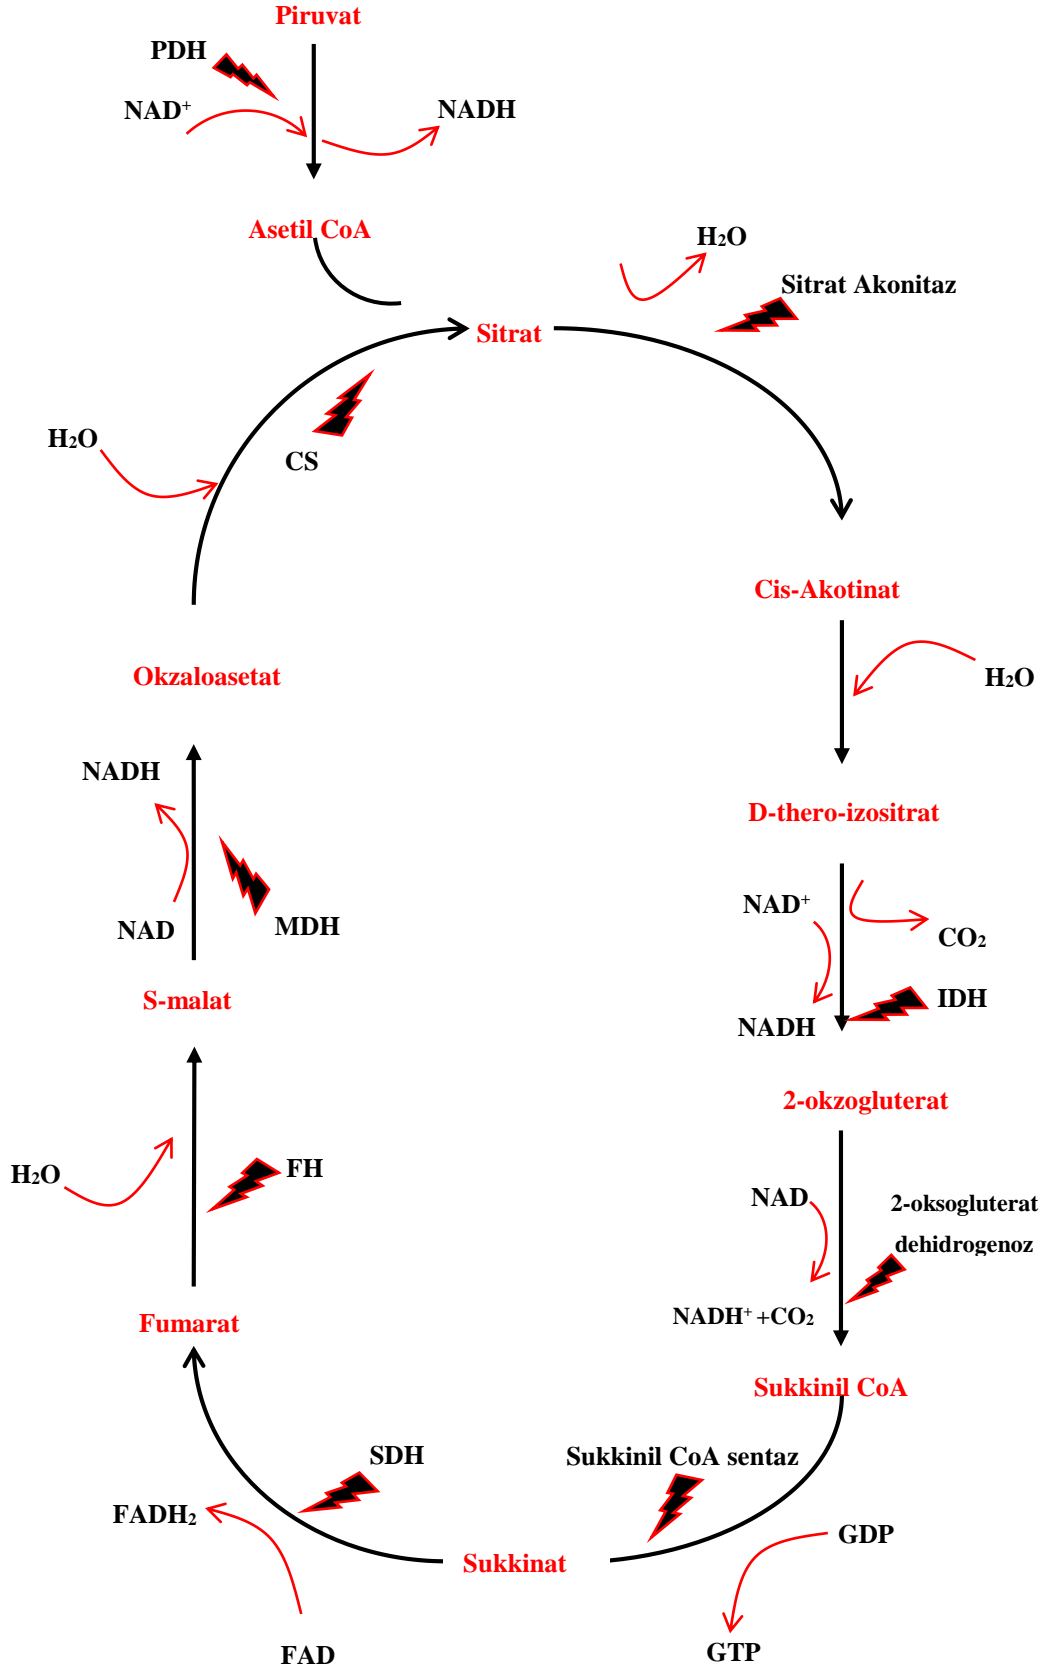 Piruvat
PDH
NAD⁺
NADH
Asetil CoA
H₂O
Sitrat Akonitaz
Sitrat
H₂O
CS
Cis-Akotinat
Okzaloasetat
H₂O
NADH
D-thero-izositrat
NAD⁺
NAD
MDH
CO₂
S-malat
IDH
NADH
2-okzogluterat
H₂O
FH
NAD
2-oksogluterat
dehidrogenoz
Fumarat
NADH⁺ +CO₂
Sukkinil CoA
SDH
Sukkinil CoA sentaz
FADH₂
GDP
Sukkinat
FAD
GTP